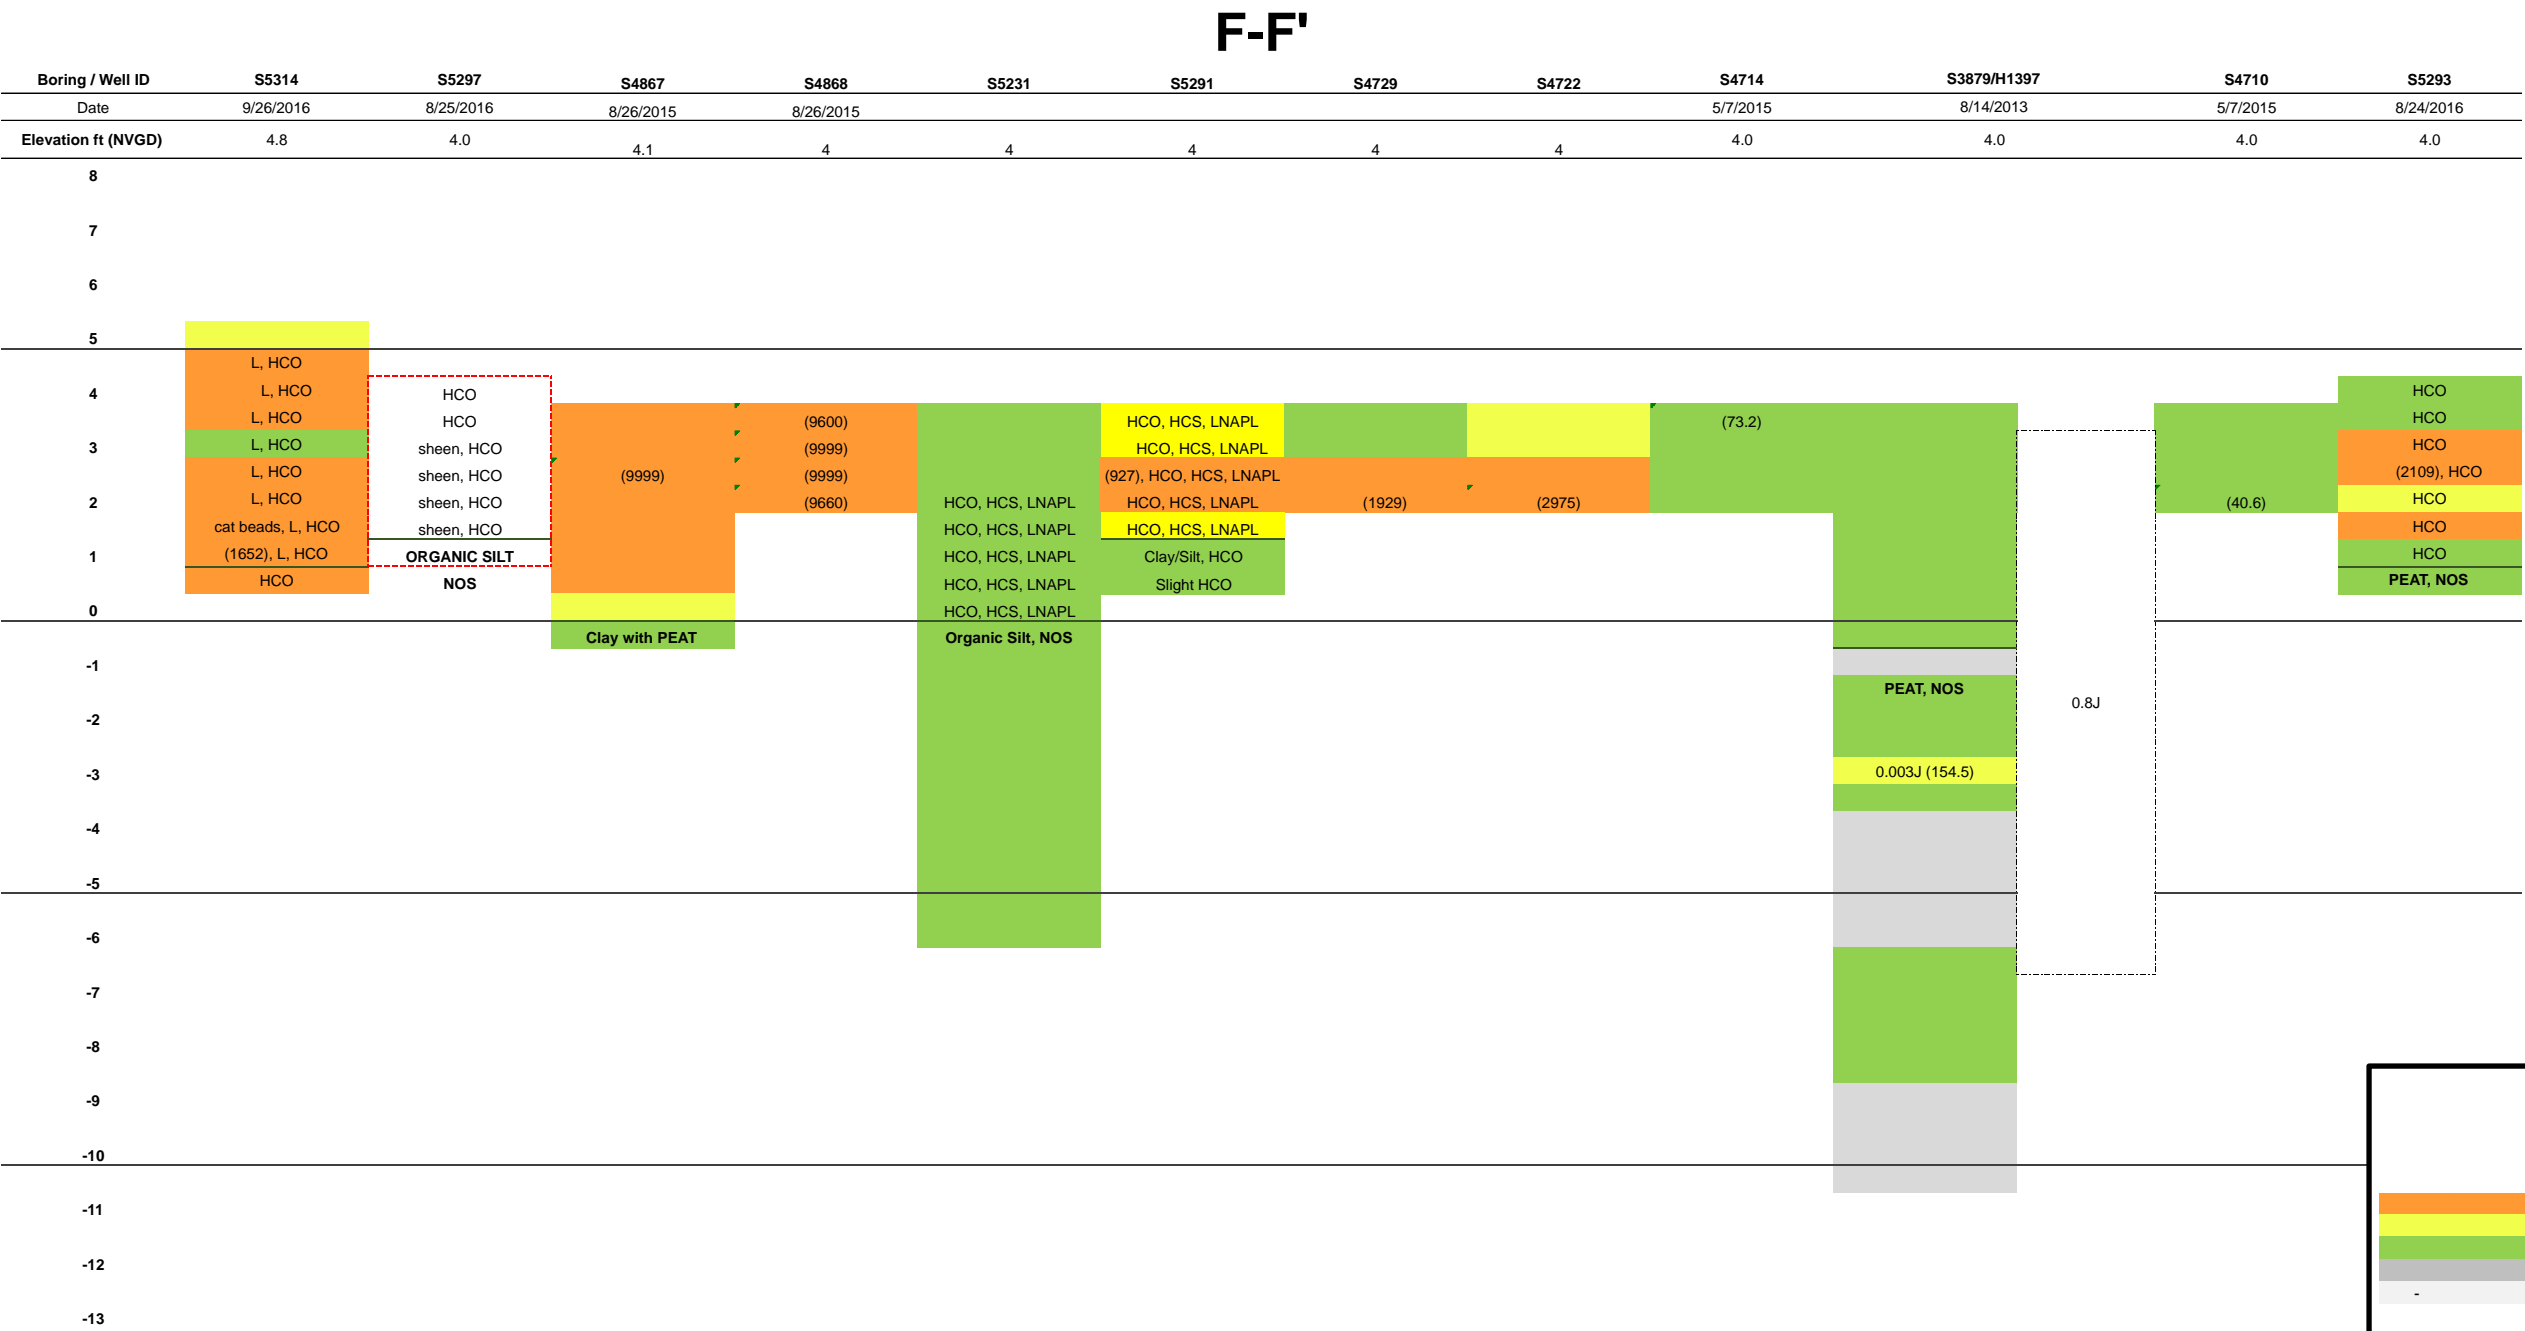 F-F'
Boring / Well ID S5314 S5297 S4867 S4868 S5231 S5291 S4729 S4722 S4714 S3879/H1397 S4710 S5293
Date 9/26/2016 8/25/2016 8/26/2015 8/26/2015 5/7/2015 8/14/2013 5/7/2015 8/24/2016
Elevation ft (NVGD) 4.8 4.0 4.1 4 4 4 4 4 4.0 4.0 4.0 4.0
8
7
6
5
L, HCO
4 L, HCO HCO HCO
L, HCO HCO (9600) HCO, HCS, LNAPL (73.2) HCO
3 L, HCO sheen, HCO (9999) HCO, HCS, LNAPL HCO
L, HCO sheen, HCO (9999) (9999) (927), HCO, HCS, LNAPL (2109), HCO
2 L, HCO sheen, HCO (9660) HCO, HCS, LNAPL HCO, HCS, LNAPL (1929) (2975) (40.6) HCO
cat beads, L, HCO sheen, HCO HCO, HCS, LNAPL HCO, HCS, LNAPL HCO
1 (1652), L, HCO ORGANIC SILT HCO, HCS, LNAPL Clay/Silt, HCO HCO
HCO NOS HCO, HCS, LNAPL Slight HCO PEAT, NOS
0 HCO, HCS, LNAPL
Clay with PEAT Organic Silt, NOS
-1
PEAT, NOS
-2 0.8J
-3 0.003J (154.5)
-4
-5
-6
-7
-8
-9
-10
-11
-12
-
-13